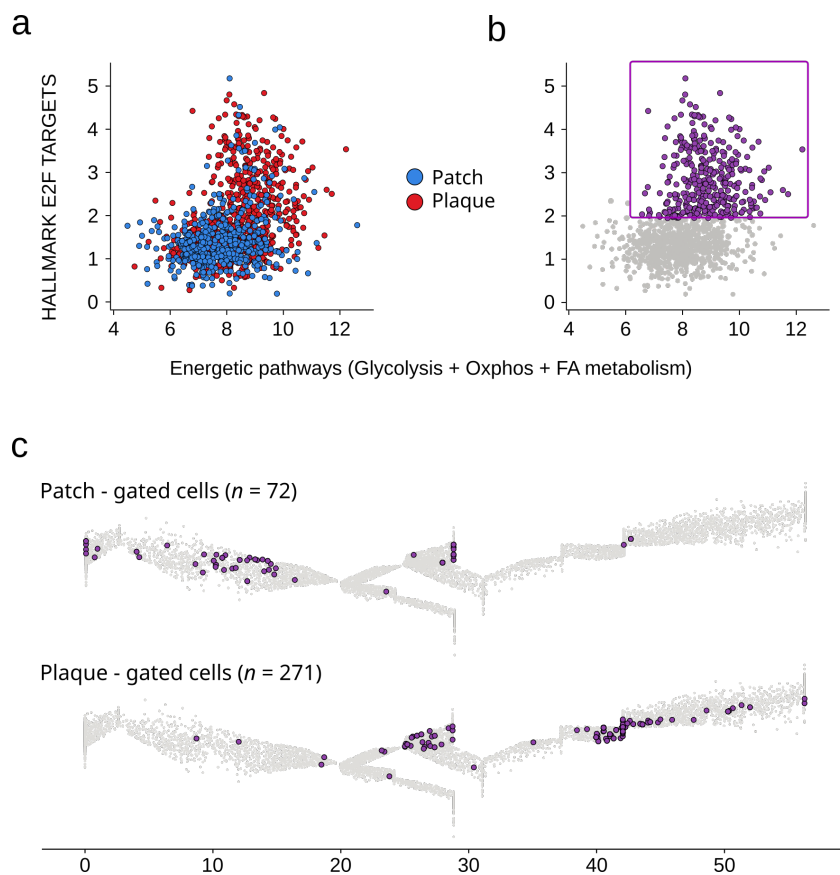 a
b
HALLMARK E2F TARGETS
5
4
3
2
1
0
4 6 8 10 12
Patch
Plaque
5
4
3
2
1
0
4 6 8 10 12
Energetic pathways (Glycolysis + Oxphos + FA metabolism)
c
Patch - gated cells (n = 72)
Plaque - gated cells (n = 271)
0 10 20 30 40 50